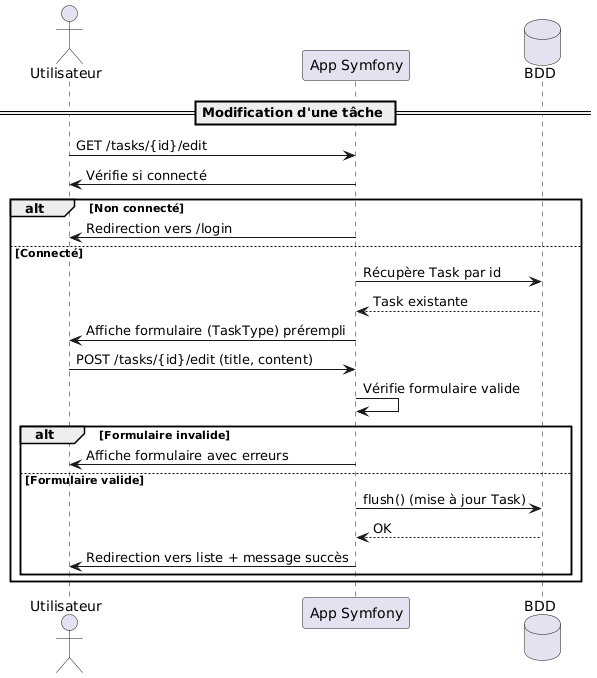 Utilisateur
App Symfony
BDD
Modification d'une tâche
GET /tasks/{id}/edit
Vérifie si connecté
alt [Non connecté]
Redirection vers /login
[Connecté]
Récupère Task par id
Task existante
Affiche formulaire (TaskType) prérempli
POST /tasks/{id}/edit (title, content)
Vérifie formulaire valide
alt [Formulaire invalide]
Affiche formulaire avec erreurs
[Formulaire valide]
flush() (mise à jour Task)
OK
Redirection vers liste + message succès
Utilisateur
App Symfony
BDD